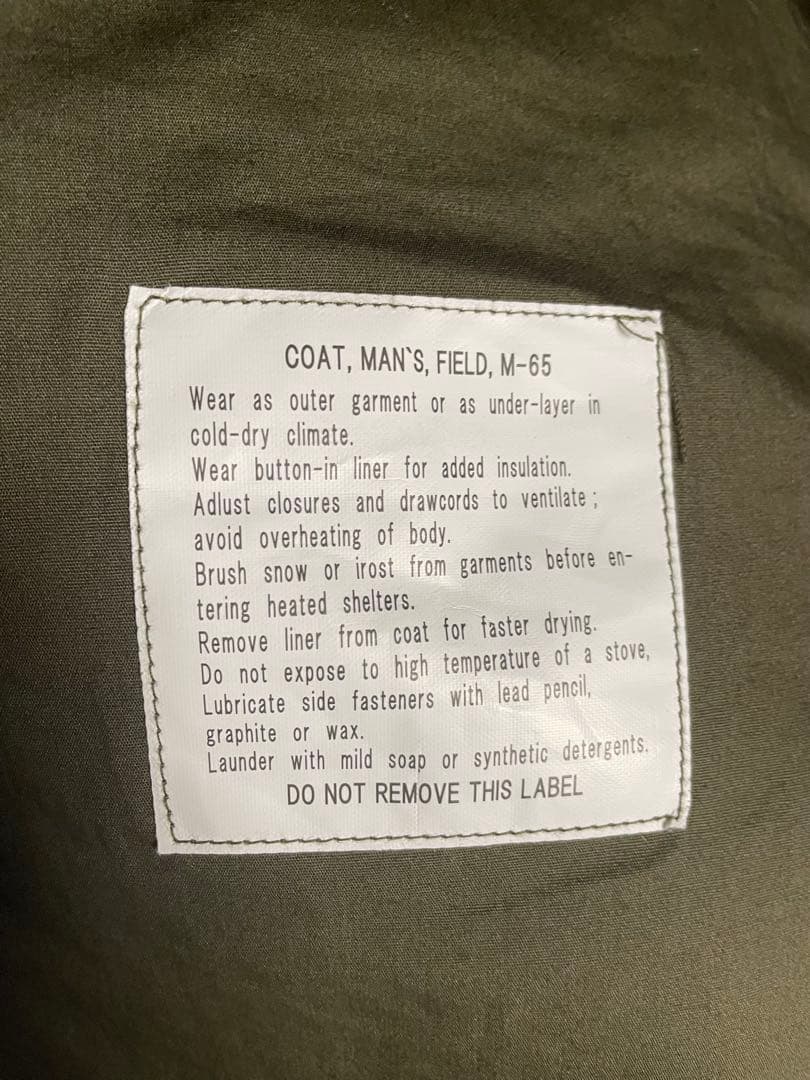 COAT, MAN`S, FIELD, M-65
Wear as outer garment or as under-layer in
cold-dry climate.
Wear button-in liner for added insulation.
Adlust closures and drawcords to ventilate ;
avoid overheating of body.
Brush snow or irost from garments before en-
tering heated shelters.
Remove liner from coat for faster drying.
Do not expose to high temperature of a stove,
Lubricate side fasteners with lead pencil,
graphite or wax.
Launder with mild soap or synthetic detergents.
DO NOT REMOVE THIS LABEL